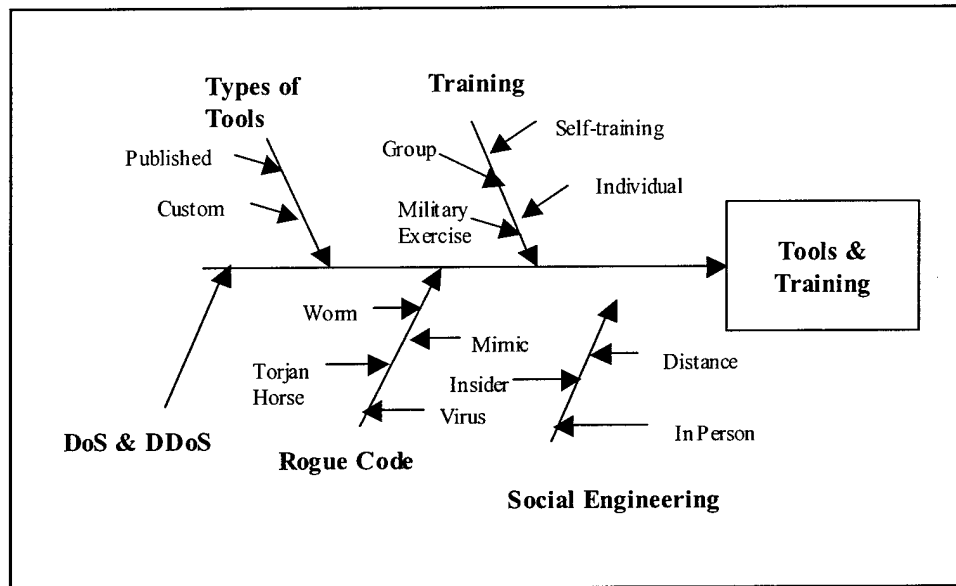 Types of
Tools
Training
Published
Custom
Self-training
Group
Individual
Military
Exercise
Tools &
Training
Worm
Mimic
Torjan
Horse
Virus
Distance
Insider
In Person
DoS & DDoS
Rogue Code
Social Engineering